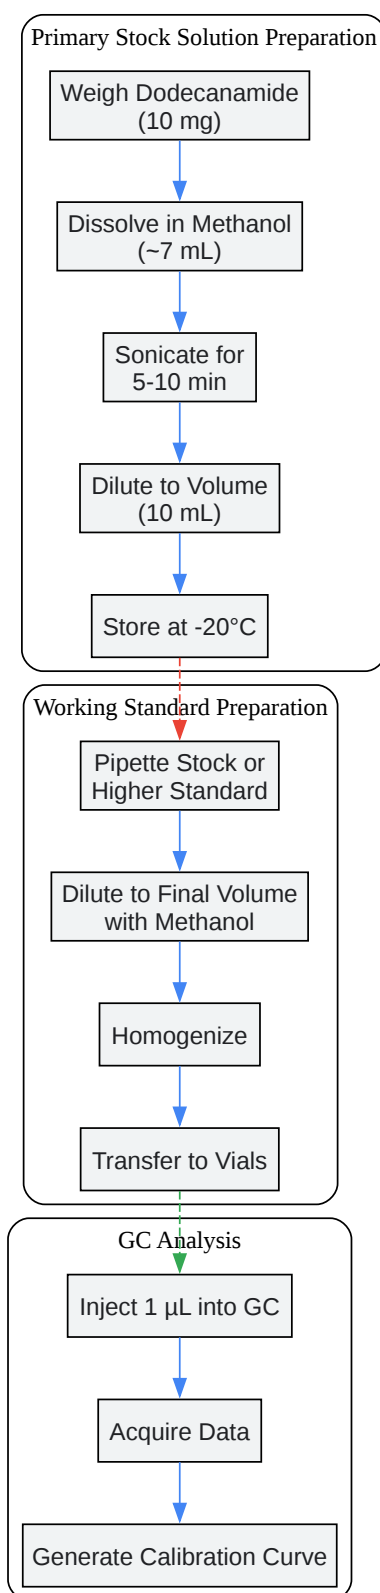 Primary Stock Solution Preparation
Weigh Dodecanamide
(10 mg)
Dissolve in Methanol
(~7 mL)
Sonicate for
5-10 min
Dilute to Volume
(10 mL)
Store at -20°C
Working Standard Preparation
Pipette Stock or
Higher Standard
Dilute to Final Volume
with Methanol
Homogenize
Transfer to Vials
GC Analysis
Inject 1 µL into GC
Acquire Data
Generate Calibration Curve